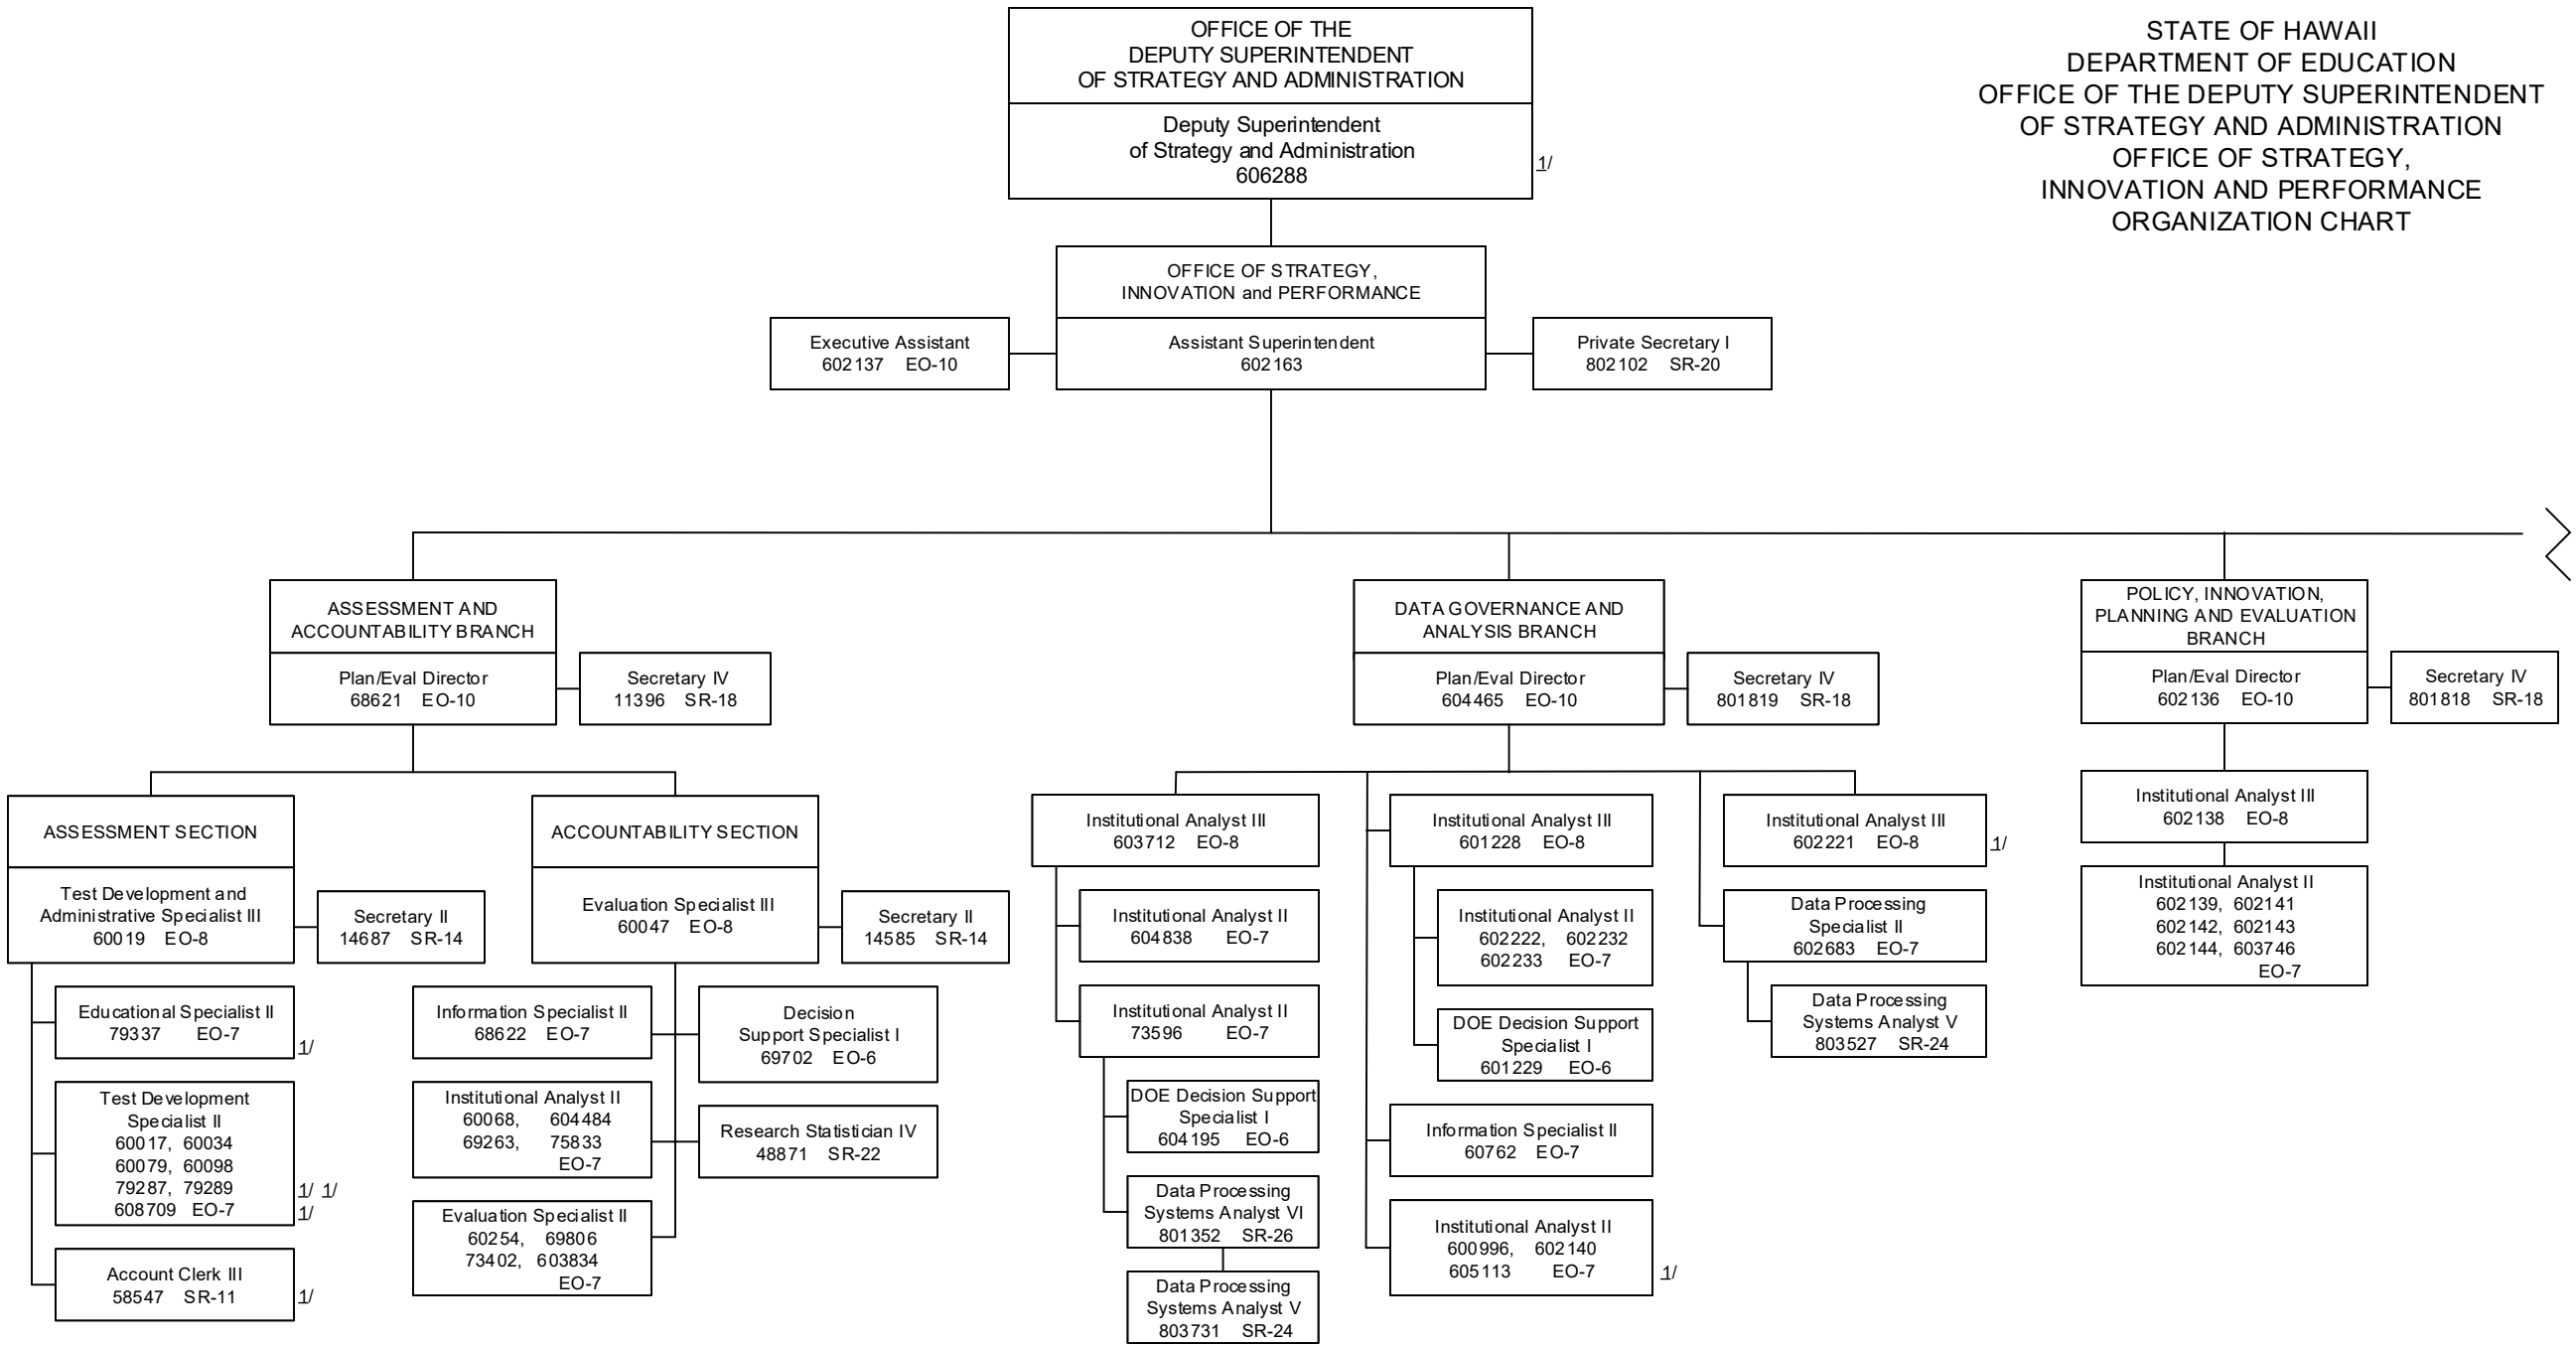 STATE OF HAWAII
DEPARTMENT OF EDUCATION
OFFICE OF THE DEPUTY SUPERINTENDENT
OF STRATEGY AND ADMINISTRATION
OFFICE OF STRATEGY,
INNOVATION AND PERFORMANCE
ORGANIZATION CHART
OFFICE OF THE
DEPUTY SUPERINTENDENT
OF STRATEGY AND ADMINISTRATION
Deputy Superintendent
of Strategy and Administration
606288
1/
OFFICE OF STRATEGY,
INNOVATION and PERFORMANCE
Assistant Superintendent
602163
Executive Assistant
602137 EO-10
Private Secretary I
802102 SR-20
ASSESSMENT AND
ACCOUNTABILITY BRANCH
Plan/Eval Director
68621 EO-10
Secretary IV
11396 SR-18
ASSESSMENT SECTION
Test Development and
Administrative Specialist III
60019 EO-8
Secretary II
14687 SR-14
Educational Specialist II
79337 EO-7
1/
Test Development
Specialist II
60017, 60034
60079, 60098
79287, 79289
608709 EO-7
1/ 1/
1/
Account Clerk III
58547 SR-11
1/
ACCOUNTABILITY SECTION
Evaluation Specialist III
60047 EO-8
Secretary II
14585 SR-14
Information Specialist II
68622 EO-7
Decision
Support Specialist I
69702 EO-6
Institutional Analyst II
60068, 604484
69263, 75833
EO-7
Research Statistician IV
48871 SR-22
Evaluation Specialist II
60254, 69806
73402, 603834
EO-7
DATA GOVERNANCE AND
ANALYSIS BRANCH
Plan/Eval Director
604465 EO-10
Secretary IV
801819 SR-18
Institutional Analyst III
603712 EO-8
Institutional Analyst II
604838 EO-7
Institutional Analyst II
73596 EO-7
DOE Decision Support
Specialist I
604195 EO-6
Data Processing
Systems Analyst VI
801352 SR-26
Data Processing
Systems Analyst V
803731 SR-24
Institutional Analyst III
601228 EO-8
Institutional Analyst II
602222, 602232
602233 EO-7
DOE Decision Support
Specialist I
601229 EO-6
Information Specialist II
60762 EO-7
Institutional Analyst II
600996, 602140
605113 EO-7
1/
Institutional Analyst III
602221 EO-8
1/
Data Processing
Specialist II
602683 EO-7
Data Processing
Systems Analyst V
803527 SR-24
POLICY, INNOVATION,
PLANNING AND EVALUATION
BRANCH
Plan/Eval Director
602136 EO-10
Secretary IV
801818 SR-18
Institutional Analyst III
602138 EO-8
Institutional Analyst II
602139, 602141
602142, 602143
602144, 603746
EO-7